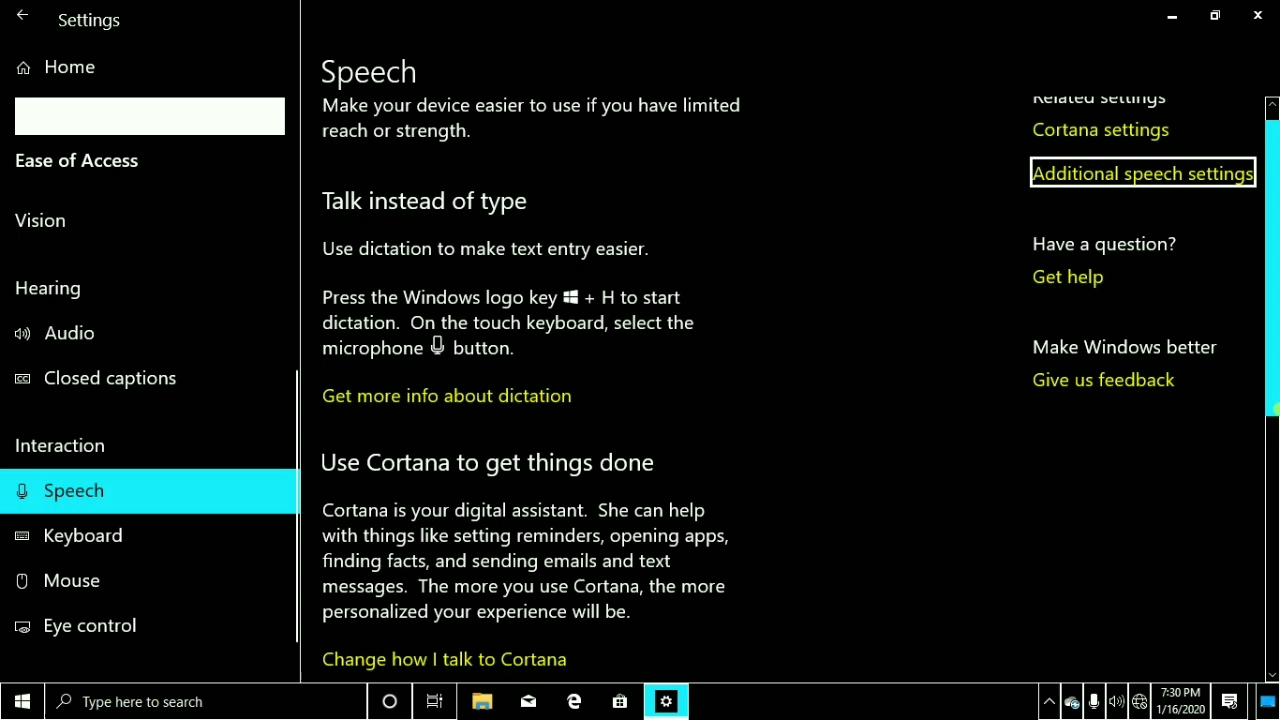 Settings
Home
Ease of Access
Vision
Hearing
Audio
Closed captions
Interaction
Speech
Keyboard
Mouse
Eye control
Speech
Make your device easier to use if you have limited
reach or strength.
Talk instead of type
Use dictation to make text entry easier.
Press the Windows logo key + H to start
dictation. On the touch keyboard, select the
microphone button.
Get more info about dictation
Use Cortana to get things done
Cortana is your digital assistant. She can help
with things like setting reminders, opening apps,
finding facts, and sending emails and text
messages. The more you use Cortana, the more
personalized your experience will be.
Change how I talk to Cortana
Related settings
Cortana settings
Additional speech settings
Have a question?
Get help
Make Windows better
Give us feedback
Type here to search
7:30 PM
1/16/2020